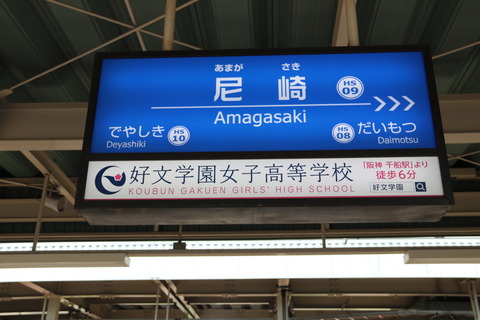 あまが さき
尼 崎 HS 09
Amagasaki
でやしき HS 10 HS 08 だいもつ
Deyashiki Daimotsu
好文学園女子高等学校
KOUBUN GAKUEN GIRLS' HIGH SCHOOL
「阪神 千船駅」より
徒歩6分
好文学園